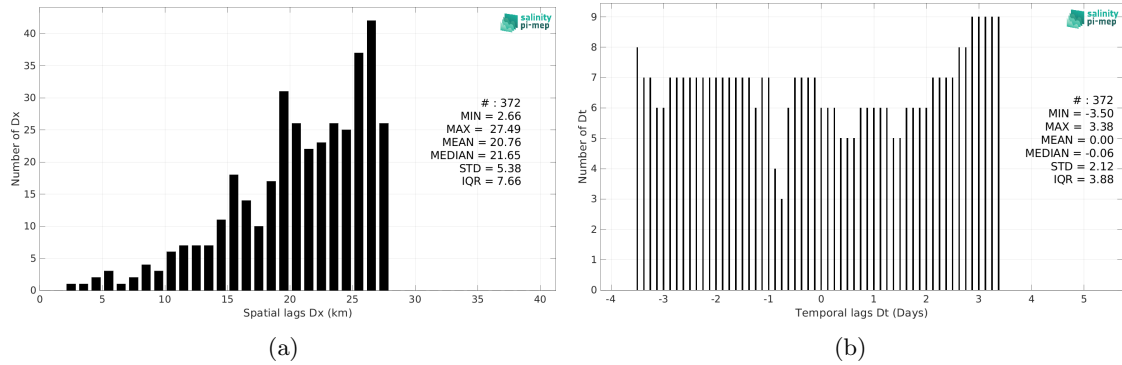 salinity
pi-mep
40
35
30
25
20
15
10
5
0
Number of Dx
# : 372
MIN = 2.66
MAX = 27.49
MEAN = 20.76
MEDIAN = 21.65
STD = 5.38
IQR = 7.66
0 5 10 15 20 25 30 35 40
Spatial lags Dx (km)
(a)
salinity
pi-mep
9
8
7
6
5
4
3
2
1
0
Number of Dt
# : 372
MIN = -3.50
MAX = 3.38
MEAN = 0.00
MEDIAN = -0.06
STD = 2.12
IQR = 3.88
-4 -3 -2 -1 0 1 2 3 4 5
Temporal lags Dt (Days)
(b)